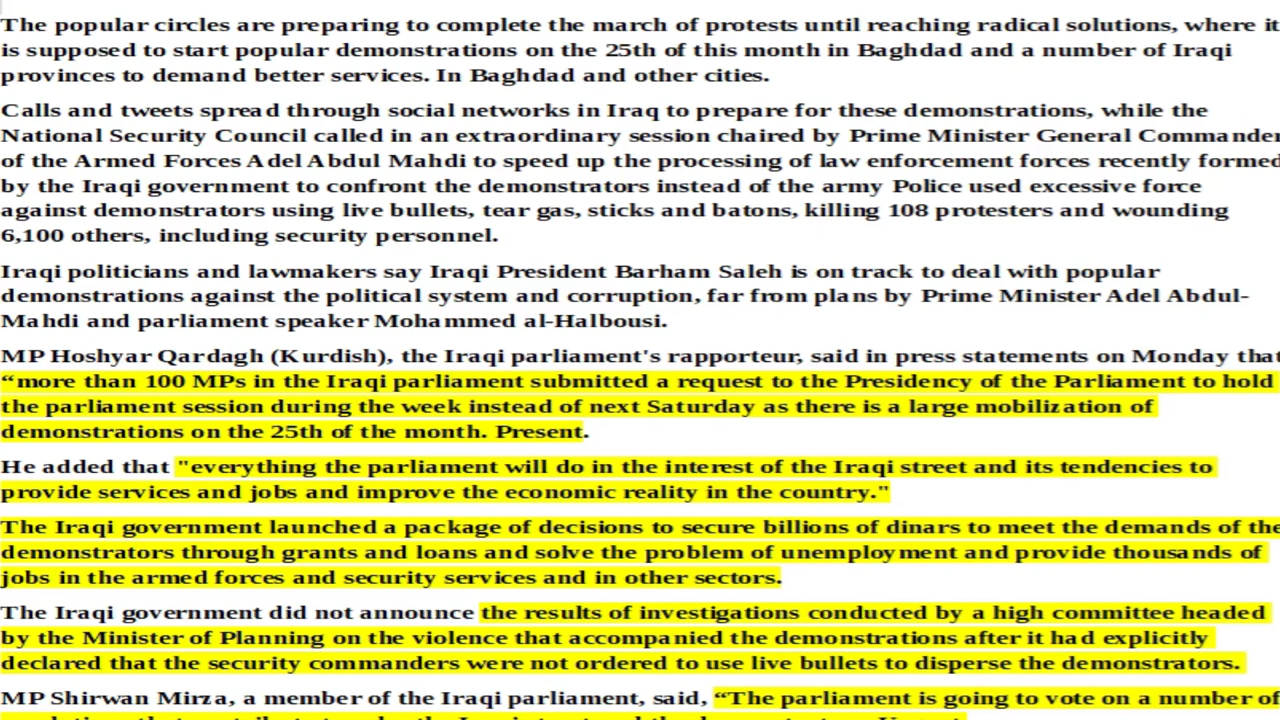 The popular circles are preparing to complete the march of protests until reaching radical solutions, where it
is supposed to start popular demonstrations on the 25th of this month in Baghdad and a number of Iraqi
provinces to demand better services. In Baghdad and other cities.
Calls and tweets spread through social networks in Iraq to prepare for these demonstrations, while the
National Security Council called in an extraordinary session chaired by Prime Minister General Commander
of the Armed Forces Adel Abdul Mahdi to speed up the processing of law enforcement forces recently formed
by the Iraqi government to confront the demonstrators instead of the army Police used excessive force
against demonstrators using live bullets, tear gas, sticks and batons, killing 108 protesters and wounding
6,100 others, including security personnel.
Iraqi politicians and lawmakers say Iraqi President Barham Saleh is on track to deal with popular
demonstrations against the political system and corruption, far from plans by Prime Minister Adel Abdul-
Mahdi and parliament speaker Mohammed al-Halbousi.
MP Hoshyar Qardagh (Kurdish), the Iraqi parliament's rapporteur, said in press statements on Monday that
“more than 100 MPs in the Iraqi parliament submitted a request to the Presidency of the Parliament to hold
the parliament session during the week instead of next Saturday as there is a large mobilization of
demonstrations on the 25th of the month. Present.
He added that "everything the parliament will do in the interest of the Iraqi street and its tendencies to
provide services and jobs and improve the economic reality in the country."
The Iraqi government launched a package of decisions to secure billions of dinars to meet the demands of the
demonstrators through grants and loans and solve the problem of unemployment and provide thousands of
jobs in the armed forces and security services and in other sectors.
The Iraqi government did not announce the results of investigations conducted by a high committee headed
by the Minister of Planning on the violence that accompanied the demonstrations after it had explicitly
declared that the security commanders were not ordered to use live bullets to disperse the demonstrators.
MP Shirwan Mirza, a member of the Iraqi parliament, said, “The parliament is going to vote on a number of